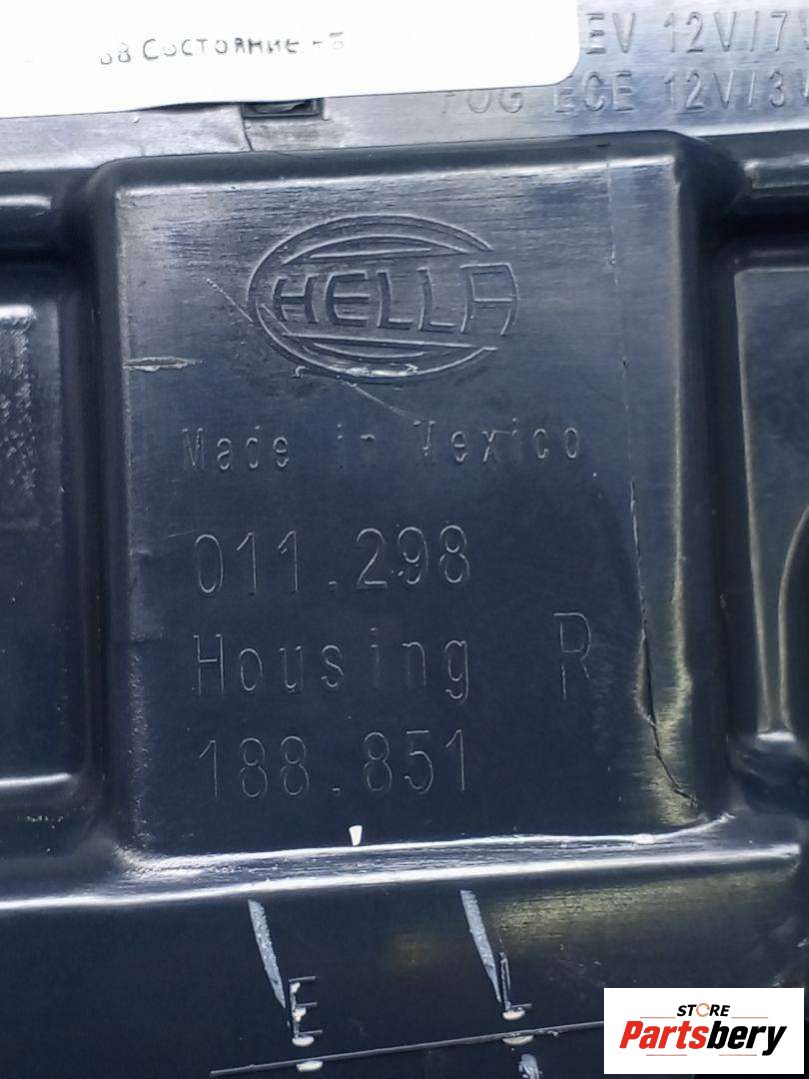 88 Состояние - Б
EV 12V/7
FOG ECE 12V/3
HELLA
Made in Mexico
011.298
Housing R
188.851
STORE
Partsbery